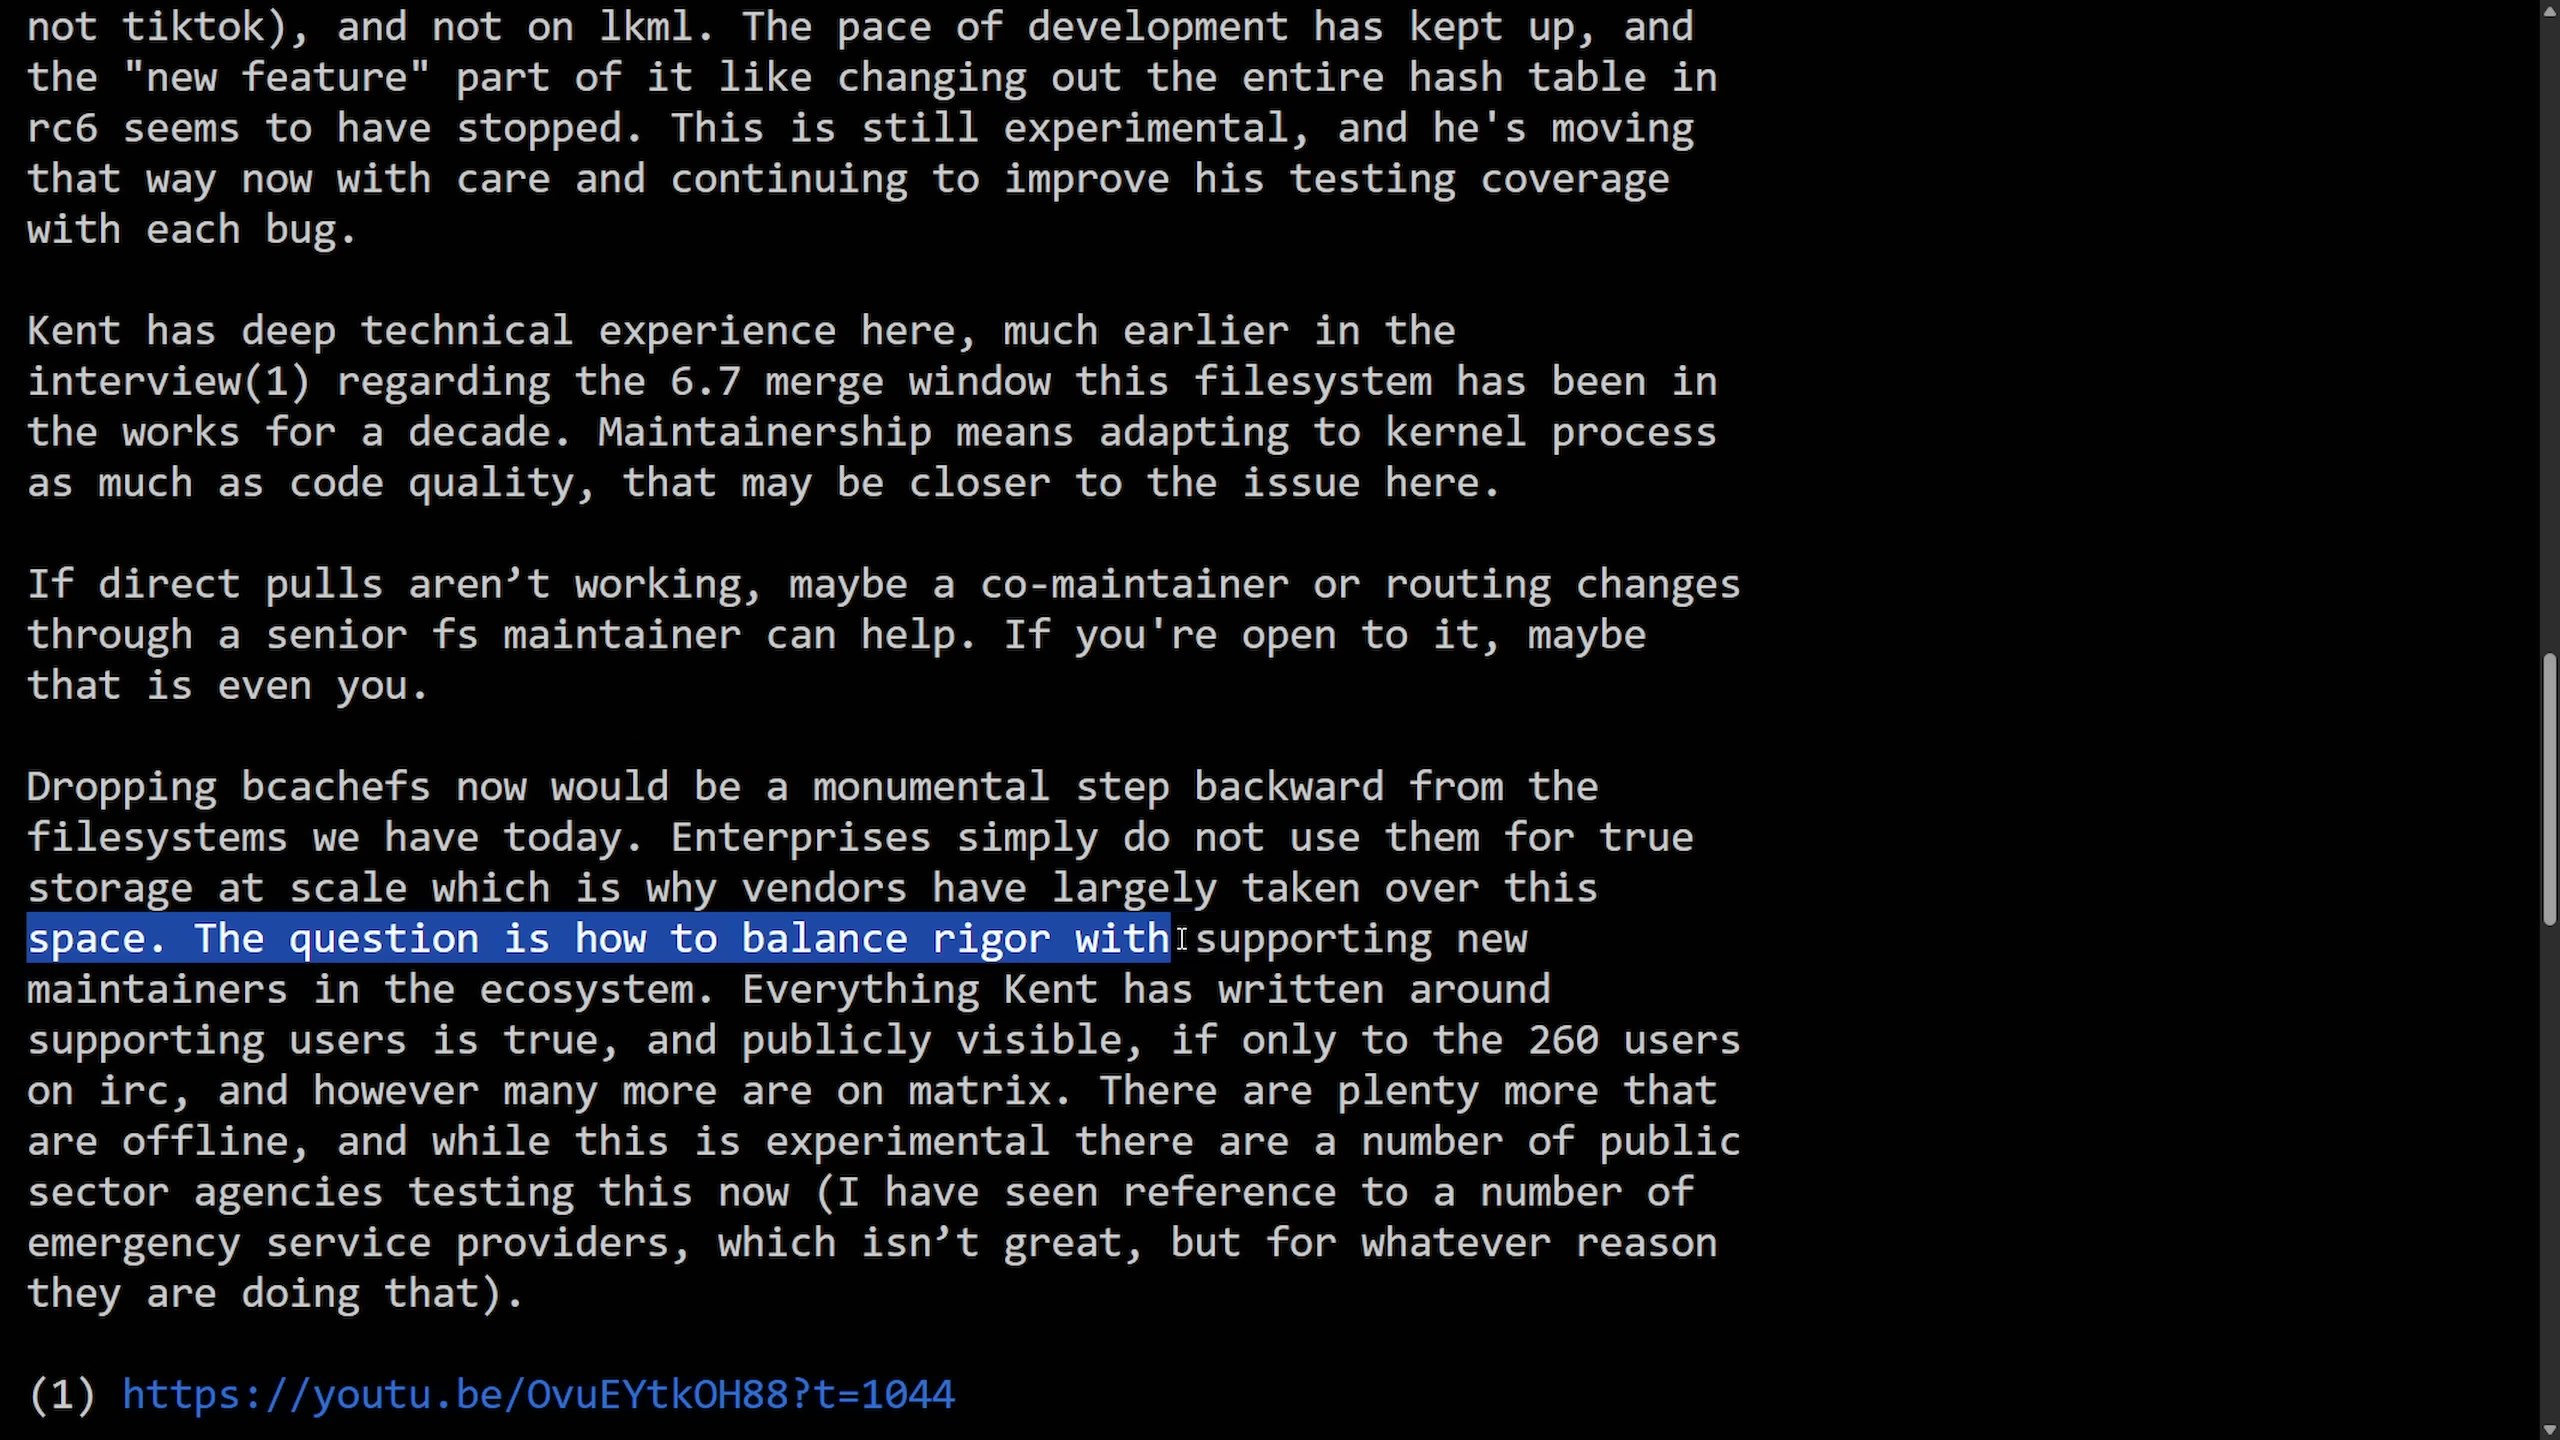 not tiktok), and not on lkml. The pace of development has kept up, and
the "new feature" part of it like changing out the entire hash table in
rc6 seems to have stopped. This is still experimental, and he's moving
that way now with care and continuing to improve his testing coverage
with each bug.
Kent has deep technical experience here, much earlier in the
interview(1) regarding the 6.7 merge window this filesystem has been in
the works for a decade. Maintainership means adapting to kernel process
as much as code quality, that may be closer to the issue here.
If direct pulls aren’t working, maybe a co-maintainer or routing changes
through a senior fs maintainer can help. If you're open to it, maybe
that is even you.
Dropping bcachefs now would be a monumental step backward from the
filesystems we have today. Enterprises simply do not use them for true
storage at scale which is why vendors have largely taken over this
space. The question is how to balance rigor with supporting new
maintainers in the ecosystem. Everything Kent has written around
supporting users is true, and publicly visible, if only to the 260 users
on irc, and however many more are on matrix. There are plenty more that
are offline, and while this is experimental there are a number of public
sector agencies testing this now (I have seen reference to a number of
emergency service providers, which isn’t great, but for whatever reason
they are doing that).
(1) https://youtu.be/OvuEYtkOH88?t=1044